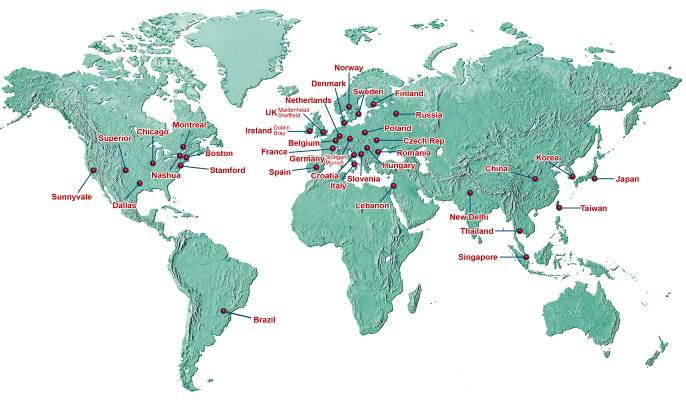 Norway
Denmark
Sweden
Finland
Netherlands
UK Maidenhead
Sheffield
Russia
Ireland Dublin
Bray
Poland
Belgium
Czech Rep
France
Romania
Germany Stuttgart
Munich
Hungary
Spain
Croatia
Slovenia
Italy
Lebanon
Montreal
Chicago
Superior
Boston
Nashua
Stamford
Sunnyvale
Dallas
Korea
China
Japan
New Delhi
Taiwan
Thailand
Singapore
Brazil